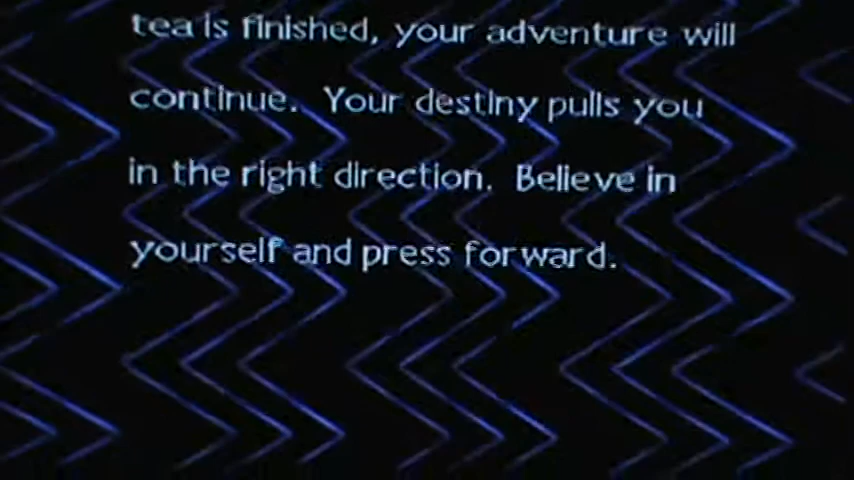 tea is finished, your adventure will
continue.  Your destiny pulls you
in the right direction.  Believe in
yourself and press forward.